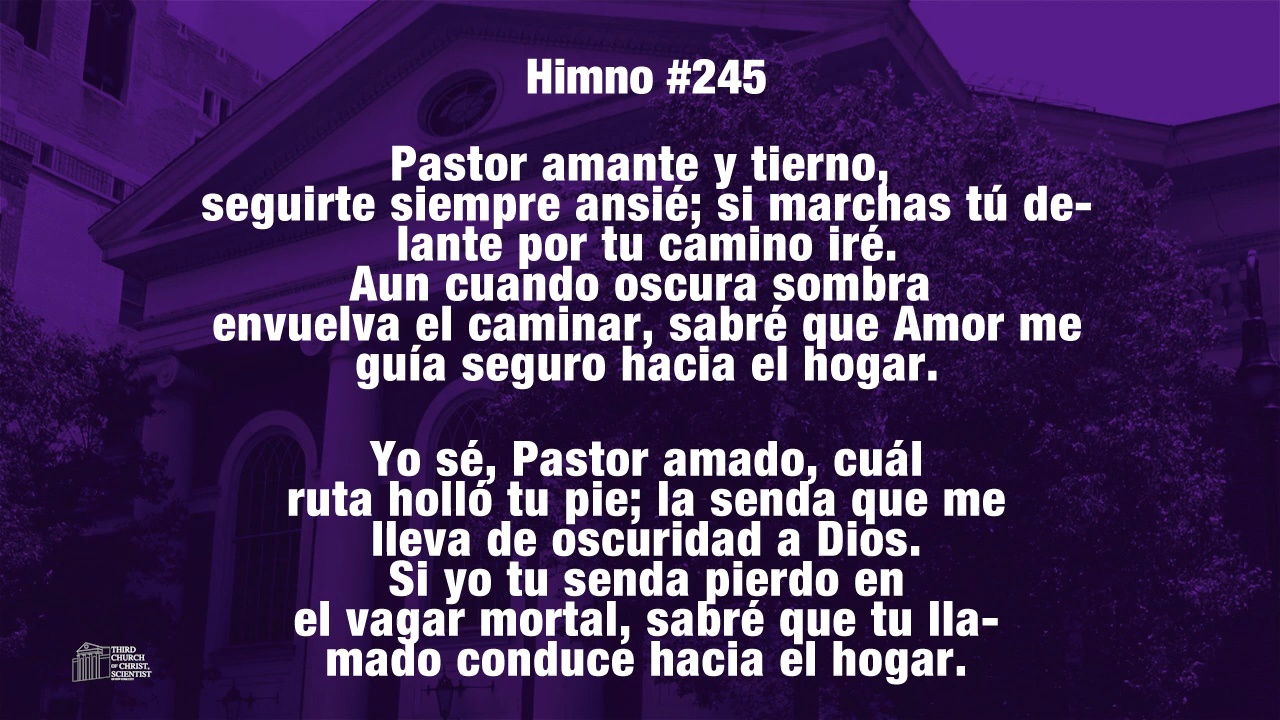 Himno #245
Pastor amante y tierno,
seguirte siempre ansié; si marchas tú de-
lante por tu camino iré.
Aun cuando oscura sombra
envuelva el caminar, sabré que Amor me
guía seguro hacia el hogar.
Yo sé, Pastor amado, cuál
ruta holló tu pie; la senda que me
lleva de oscuridad a Dios.
Si yo tu senda pierdo en
el vagar mortal, sabré que tu lla-
mado conduce hacia el hogar.
THIRD
CHURCH
OF CHRIST,
SCIENTIST